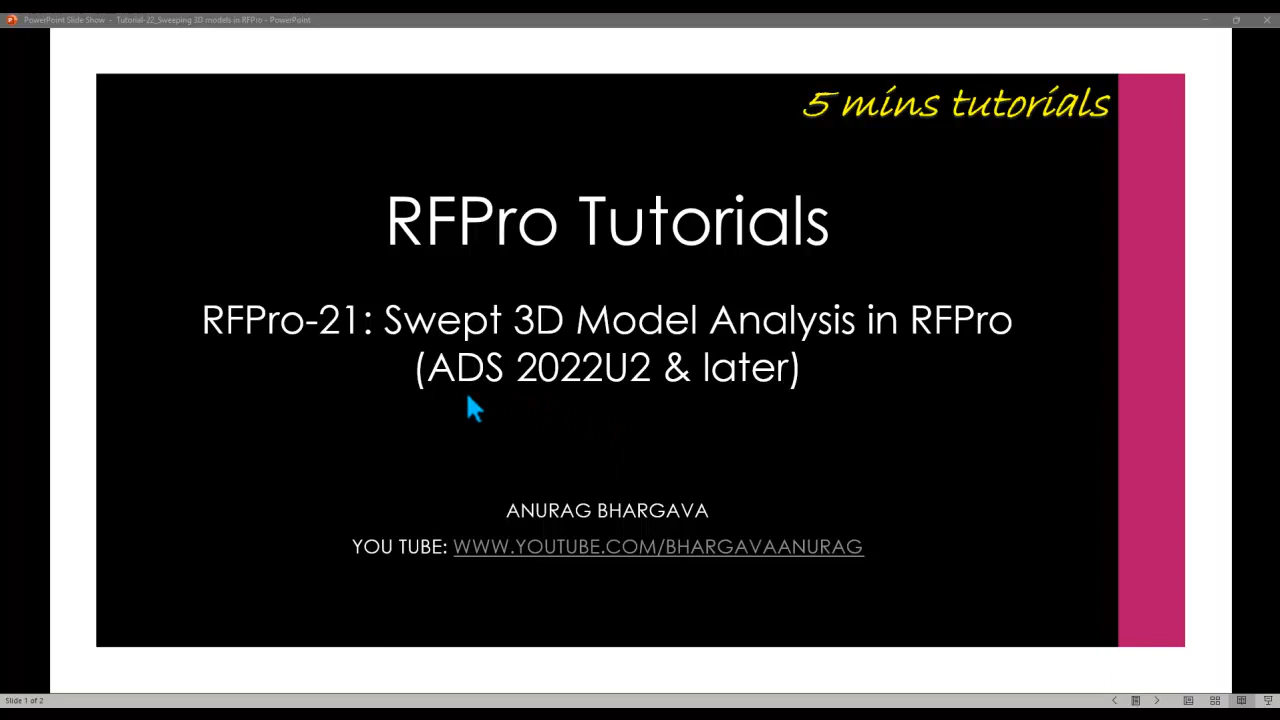 PowerPoint Slide Show - Tutorial-22_Sweeping 3D models in RFPro - PowerPoint
5 mins tutorials
RFPro Tutorials
RFPro-21: Swept 3D Model Analysis in RFPro
(ADS 2022U2 & later)
ANURAG BHARGAVA
YOU TUBE: WWW.YOUTUBE.COM/BHARGAVAANURAG
Slide 1 of 2